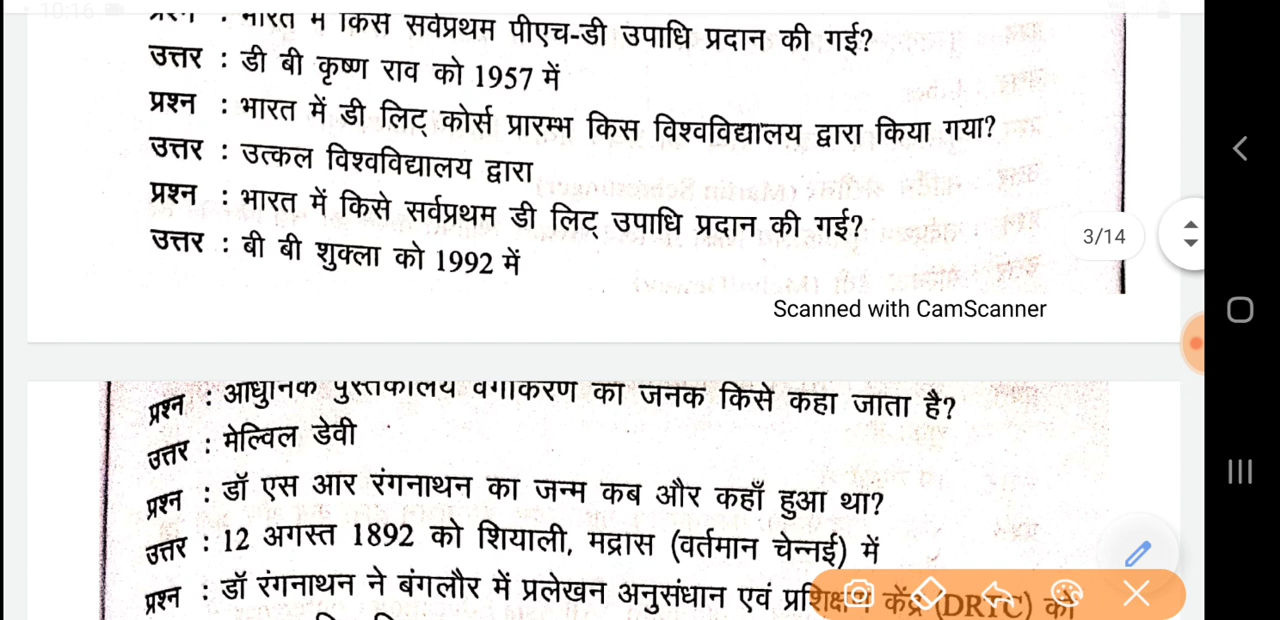 10:16
प्रश्न : भारत में किसे सर्वप्रथम पीएच-डी उपाधि प्रदान की गई?
उत्तर : डी बी कृष्ण राव को 1957 में
प्रश्न : भारत में डी लिट् कोर्स प्रारम्भ किस विश्वविद्यालय द्वारा किया गया?
उत्तर : उत्कल विश्वविद्यालय द्वारा
प्रश्न : भारत में किसे सर्वप्रथम डी लिट् उपाधि प्रदान की गई?
उत्तर : बी बी शुक्ला को 1992 में
3/14
Scanned with CamScanner
प्रश्न : आधुनिक पुस्तकालय वर्गीकरण का जनक किसे कहा जाता है?
उत्तर : मेल्विल डेवी
प्रश्न : डॉ एस आर रंगनाथन का जन्म कब और कहाँ हुआ था?
उत्तर : 12 अगस्त 1892 को शियाली, मद्रास (वर्तमान चेन्नई) में
प्रश्न : डॉ रंगनाथन ने बंगलौर में प्रलेखन अनुसंधान एवं प्रशिक्षण केंद्र (DRTC) को